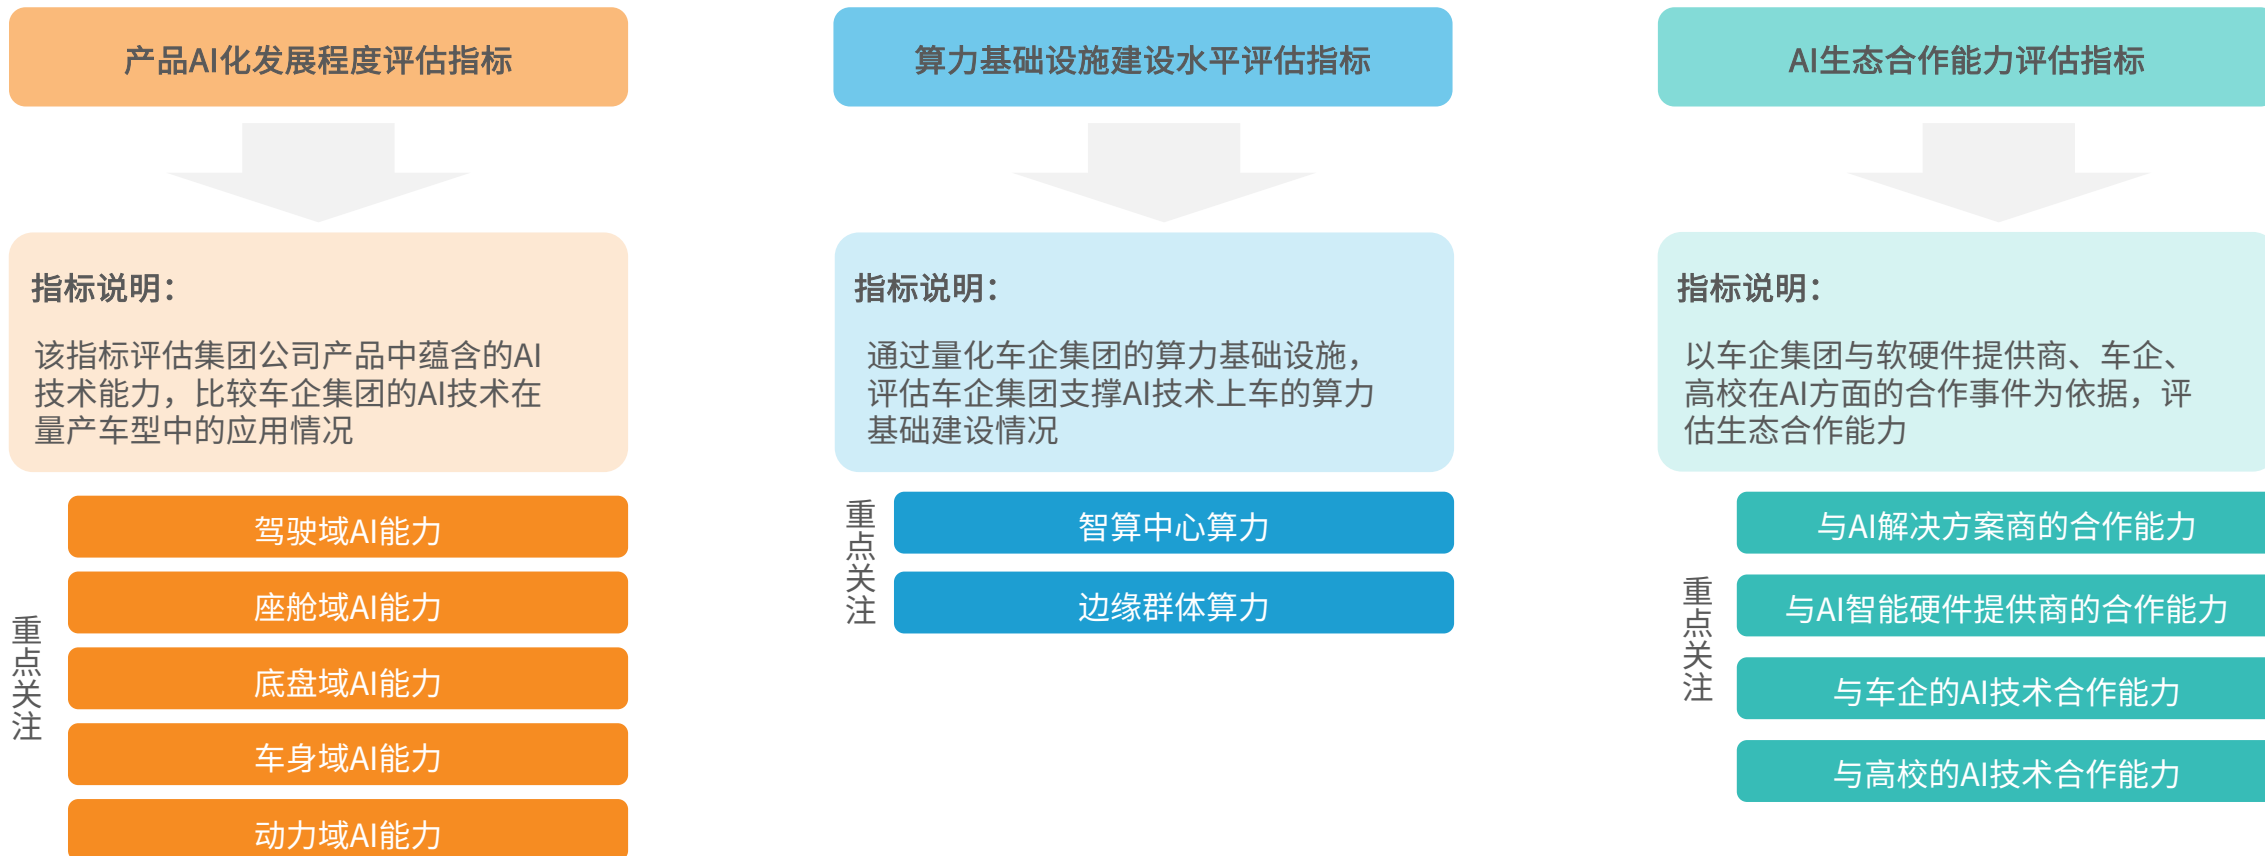 产品AI化发展程度评估指标
指标说明：
该指标评估集团公司产品中蕴含的AI
技术能力，比较车企集团的AI技术在
量产车型中的应用情况
重点关注
驾驶域AI能力
座舱域AI能力
底盘域AI能力
车身域AI能力
动力域AI能力
算力基础设施建设水平评估指标
指标说明：
通过量化车企集团的算力基础设施，
评估车企集团支撑AI技术上车的算力
基础建设情况
重点关注
智算中心算力
边缘群体算力
AI生态合作能力评估指标
指标说明：
以车企集团与软硬件提供商、车企、
高校在AI方面的合作事件为依据，评
估生态合作能力
重点关注
与AI解决方案商的合作能力
与AI智能硬件提供商的合作能力
与车企的AI技术合作能力
与高校的AI技术合作能力